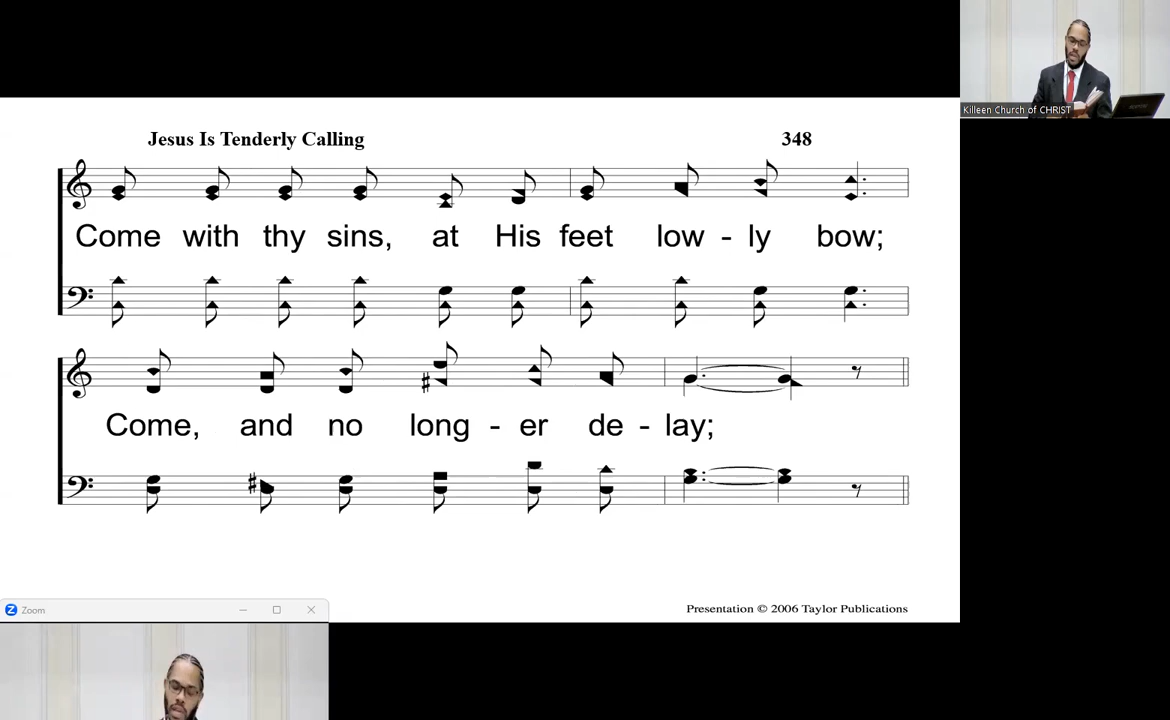 Killeen Church of CHRIST
Jesus Is Tenderly Calling 348
Come with thy sins, at His feet low - ly bow;
Come, and no long - er de - lay;
Zoom
Presentation © 2006 Taylor Publications